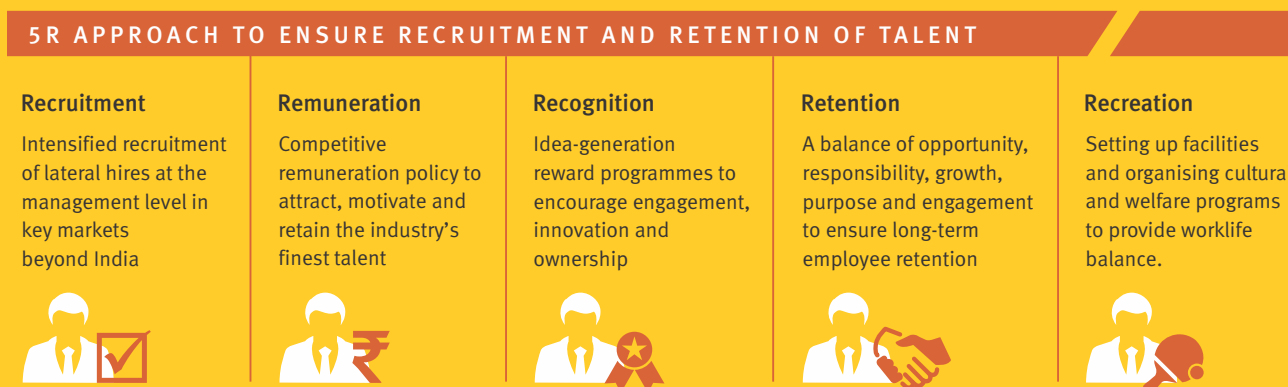 5R APPROACH TO ENSURE RECRUITMENT AND RETENTION OF TALENT
Recruitment
Intensified recruitment
of lateral hires at the
management level in
key markets
beyond India
Remuneration
Competitive
remuneration policy to
attract, motivate and
retain the industry’s
finest talent
₹
Recognition
Idea-generation
reward programmes to
encourage engagement,
innovation and
ownership
Retention
A balance of opportunity,
responsibility, growth,
purpose and engagement
to ensure long-term
employee retention
Recreation
Setting up facilities
and organising cultura
and welfare programs
to provide worklife
balance.